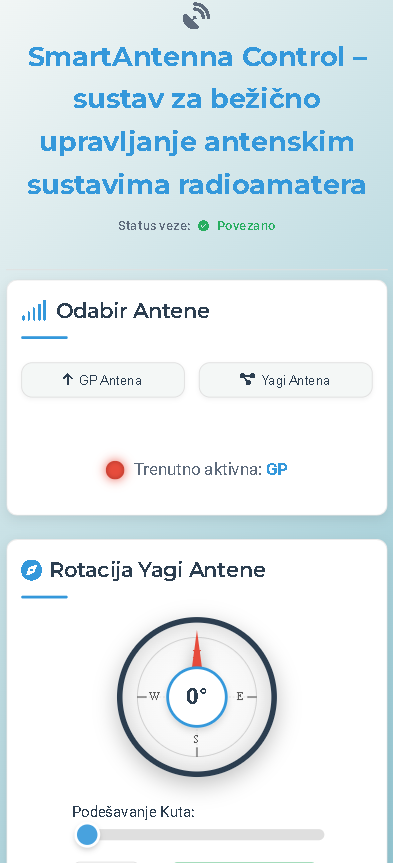 SmartAntenna Control –
sustav za bežično
upravljanje antenskim
sustavima radioamatera
Status veze: Povezano
Odabir Antene
GP Antena
Yagi Antena
Trenutno aktivna: GP
Rotacija Yagi Antene
W
0°
E
S
Podešavanje Kuta: